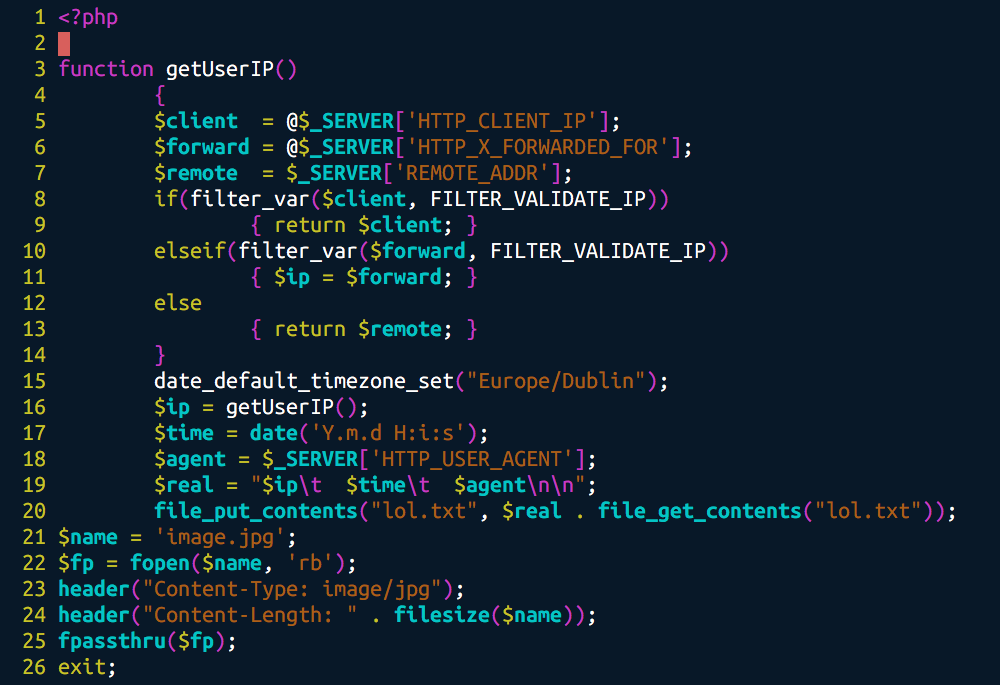 1 <?php
2
3 function getUserIP()
4 {
5 $client  = @$_SERVER['HTTP_CLIENT_IP'];
6 $forward = @$_SERVER['HTTP_X_FORWARDED_FOR'];
7 $remote  = $_SERVER['REMOTE_ADDR'];
8 if(filter_var($client, FILTER_VALIDATE_IP))
9 { return $client; }
10 elseif(filter_var($forward, FILTER_VALIDATE_IP))
11 { $ip = $forward; }
12 else
13 { return $remote; }
14 }
15 date_default_timezone_set("Europe/Dublin");
16 $ip = getUserIP();
17 $time = date('Y.m.d H:i:s');
18 $agent = $_SERVER['HTTP_USER_AGENT'];
19 $real = "$ip\t  $time\t  $agent\n\n";
20 file_put_contents("lol.txt", $real . file_get_contents("lol.txt"));
21 $name = 'image.jpg';
22 $fp = fopen($name, 'rb');
23 header("Content-Type: image/jpg");
24 header("Content-Length: " . filesize($name));
25 fpassthru($fp);
26 exit;